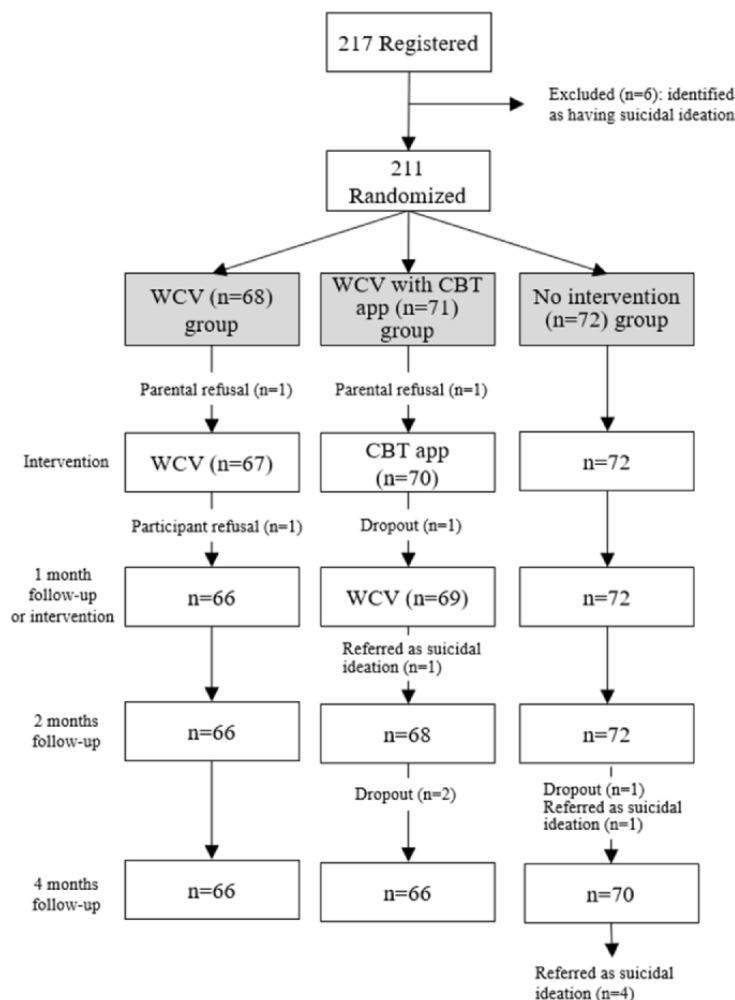 217 Registered
Excluded (n=6): identified
as having suicidal ideation
211
Randomized
WCV (n=68)
group
WCV with CBT
app (n=71)
group
No intervention
(n=72) group
Parental refusal (n=1)
Parental refusal (n=1)
Intervention
WCV (n=67)
CBT app
(n=70)
n=72
Participant refusal (n=1)
Dropout (n=1)
1 month
follow-up
or intervention
n=66
WCV (n=69)
n=72
Referred as suicidal
ideation (n=1)
2 months
follow-up
n=66
n=68
n=72
Dropout (n=2)
Dropout (n=1)
Referred as suicidal
ideation (n=1)
4 months
follow-up
n=66
n=66
n=70
Referred as suicidal
ideation (n=4)